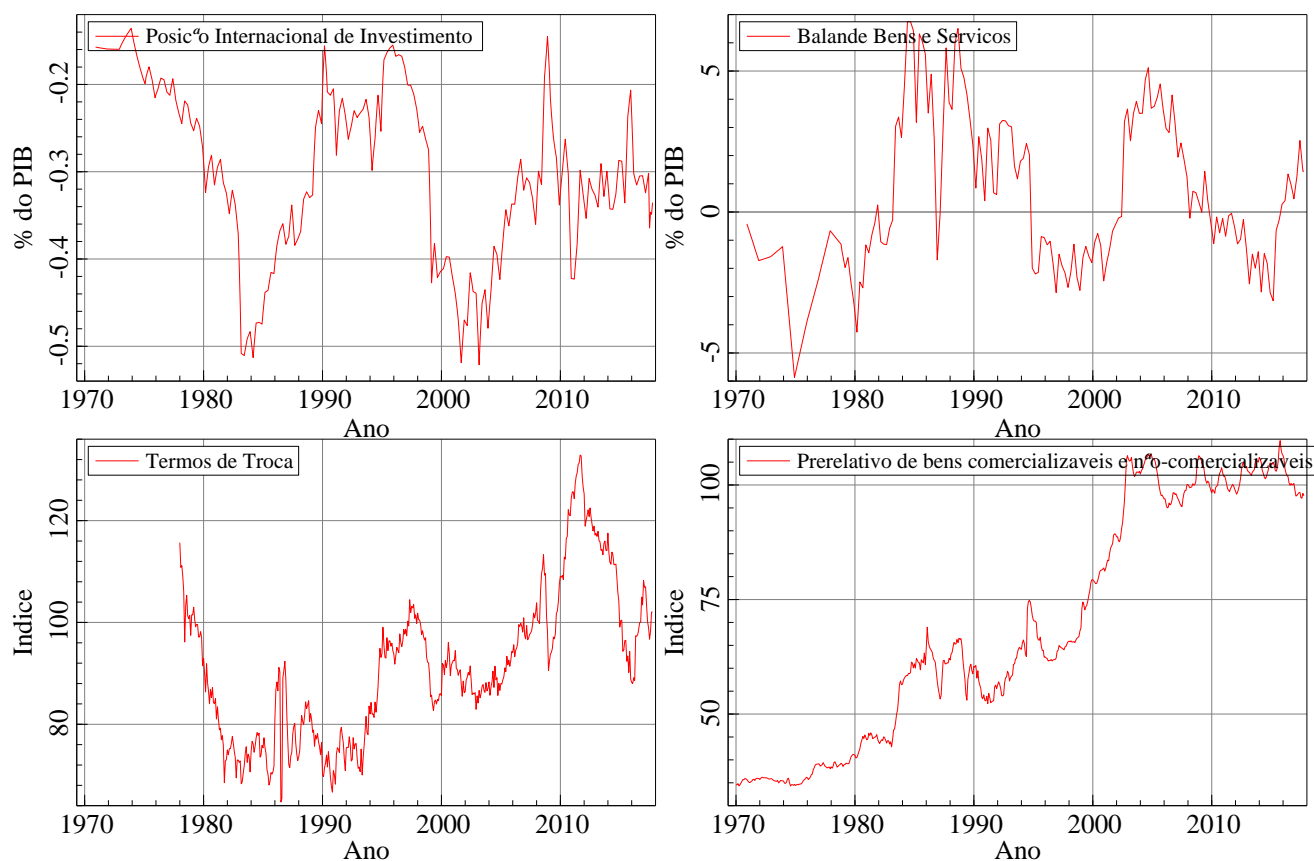 Posicªo Internacional de Investimento
-0.2
-0.3
-0.4
-0.5
% do PIB
1970 1980 1990 2000 2010
Ano
Balande Bens e Servicos
5
0
-5
% do PIB
1970 1980 1990 2000 2010
Ano
Termos de Troca
120
100
80
Indice
1970 1980 1990 2000 2010
Ano
Prerelativo de bens comercializaveis e nªo-comercializaveis
100
75
50
Indice
1970 1980 1990 2000 2010
Ano